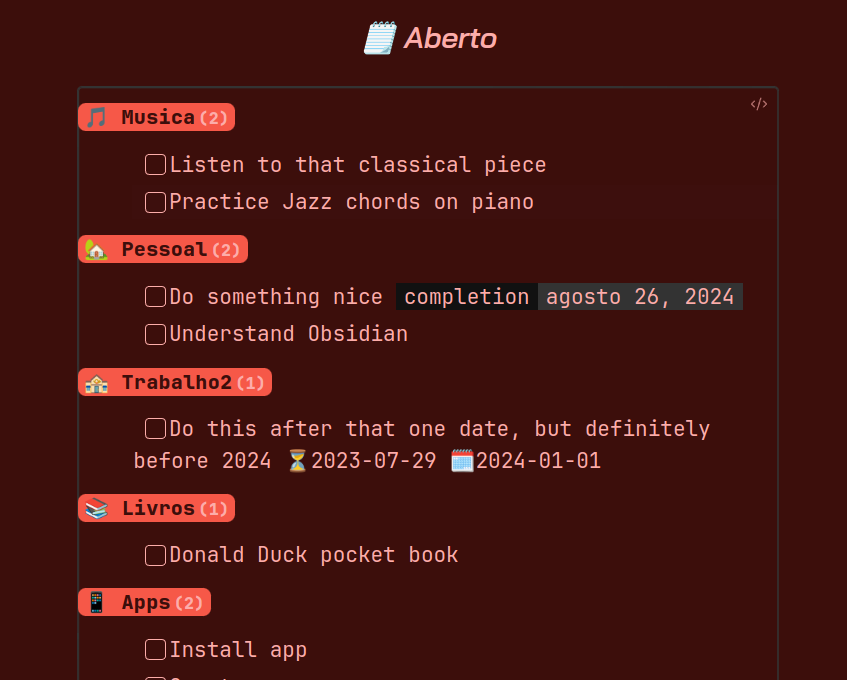 Aberto
</>
Musica (2)
Listen to that classical piece
Practice Jazz chords on piano
Pessoal (2)
Do something nice completion agosto 26, 2024
Understand Obsidian
Trabalho2 (1)
Do this after that one date, but definitely
before 2024 ⏳2023-07-29 🗓️2024-01-01
Livros (1)
Donald Duck pocket book
Apps (2)
Install app